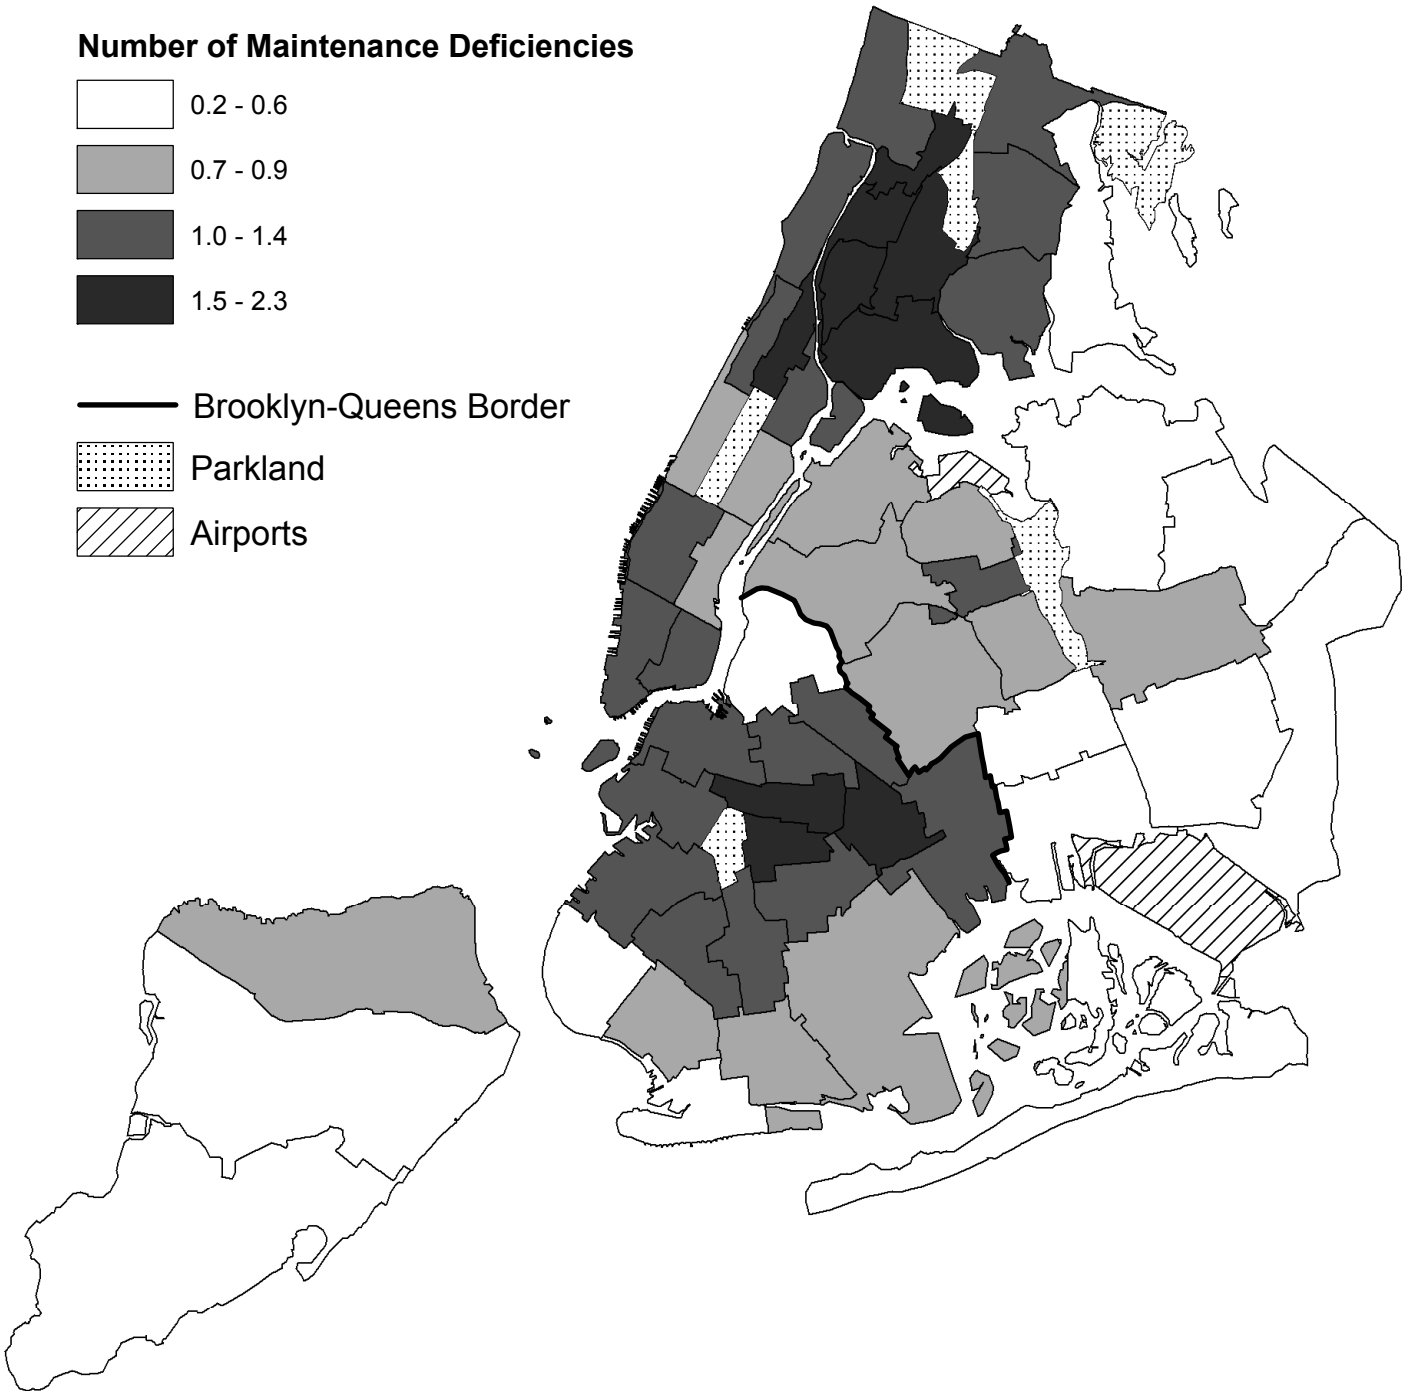 Number of Maintenance Deficiencies
0.2 - 0.6
0.7 - 0.9
1.0 - 1.4
1.5 - 2.3
Brooklyn-Queens Border
Parkland
Airports